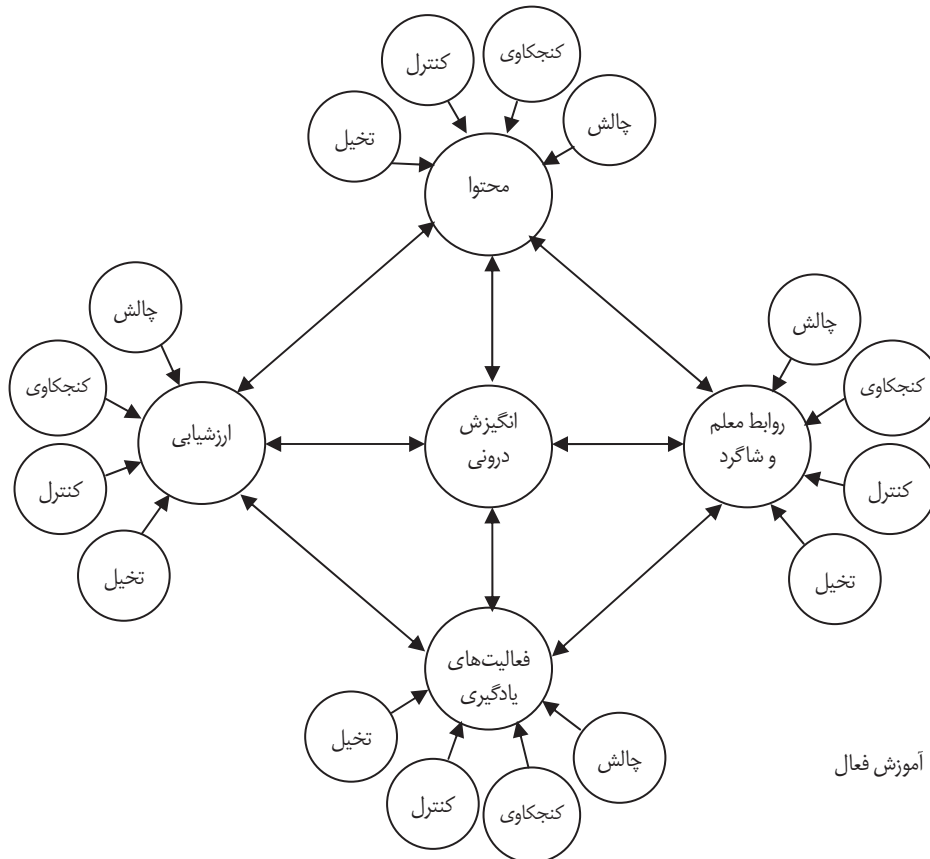 کنجکاوی
کنترل
چالش
تخیل
محتوا
چالش
چالش
کنجکاوی
کنجکاوی
روابط معلم
و شاگرد
انگیزش
درونی
ارزشیابی
کنترل
کنترل
تخیل
تخیل
فعالیت‌های
یادگیری
تخیل
چالش
کنترل
کنجکاوی
آموزش فعال